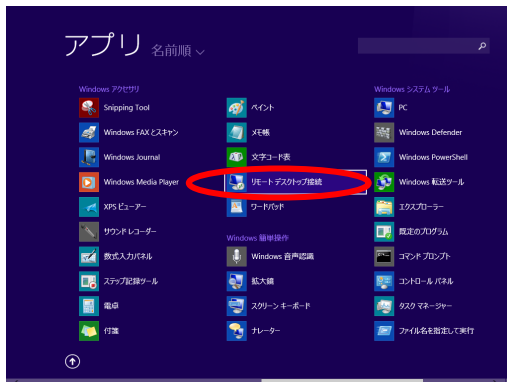 アプリ 名前順
Windows アクセサリ
Snipping Tool
Windows FAX とスキャン
Windows Journal
Windows Media Player
XPS ビューアー
サウンド レコーダー
数式入力パネル
ステップ記録ツール
電卓
付箋
ペイント
メモ帳
文字コード表
リモート デスクトップ接続
ワードパッド
Windows 簡単操作
Windows 音声認識
拡大鏡
スクリーン キーボード
ナレーター
Windows システム ツール
PC
Windows Defender
Windows PowerShell
Windows 転送ツール
エクスプローラー
既定のプログラム
コマンド プロンプト
コントロール パネル
タスク マネージャー
ファイル名を指定して実行